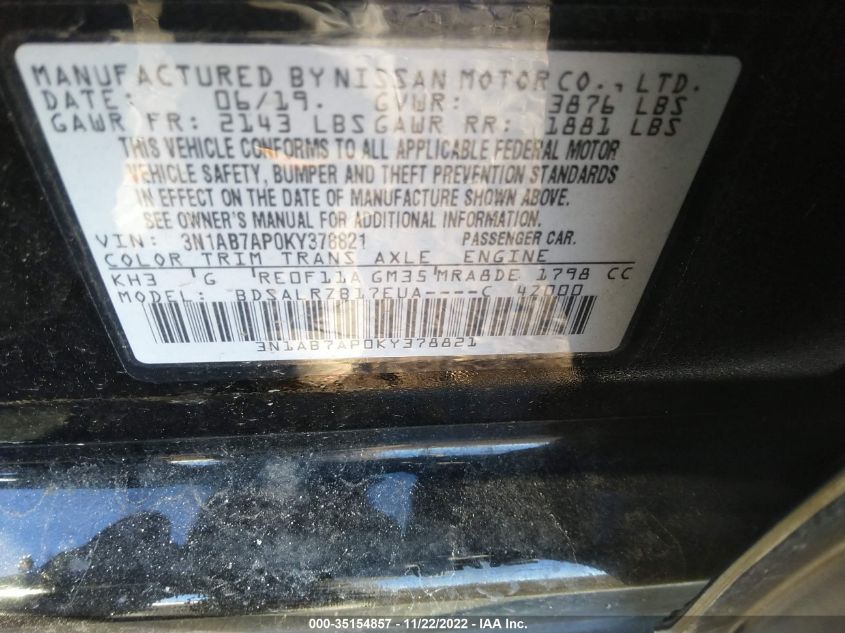 MANUFACTURED BY NISSAN MOTOR CO., LTD.
DATE: 06/19. GVWR: 3876 LBS
GAWR FR: 2143 LBS GAWR RR: 1881 LBS
THIS VEHICLE CONFORMS TO ALL APPLICABLE FEDERAL MOTOR
VEHICLE SAFETY, BUMPER AND THEFT PREVENTION STANDARDS
IN EFFECT ON THE DATE OF MANUFACTURE SHOWN ABOVE.
SEE OWNER'S MANUAL FOR ADDITIONAL INFORMATION.
VIN: 3N1AB7AP0KY378821 PASSENGER CAR.
COLOR TRIM TRANS AXLE ENGINE
KH3 G RE0F11A GM35 MRA8DE 1798 CC
MODEL: BDSALRZB17EUA----C 47000
3N1AB7AP0KY378821
000-35154857 - 11/22/2022 - IAA Inc.